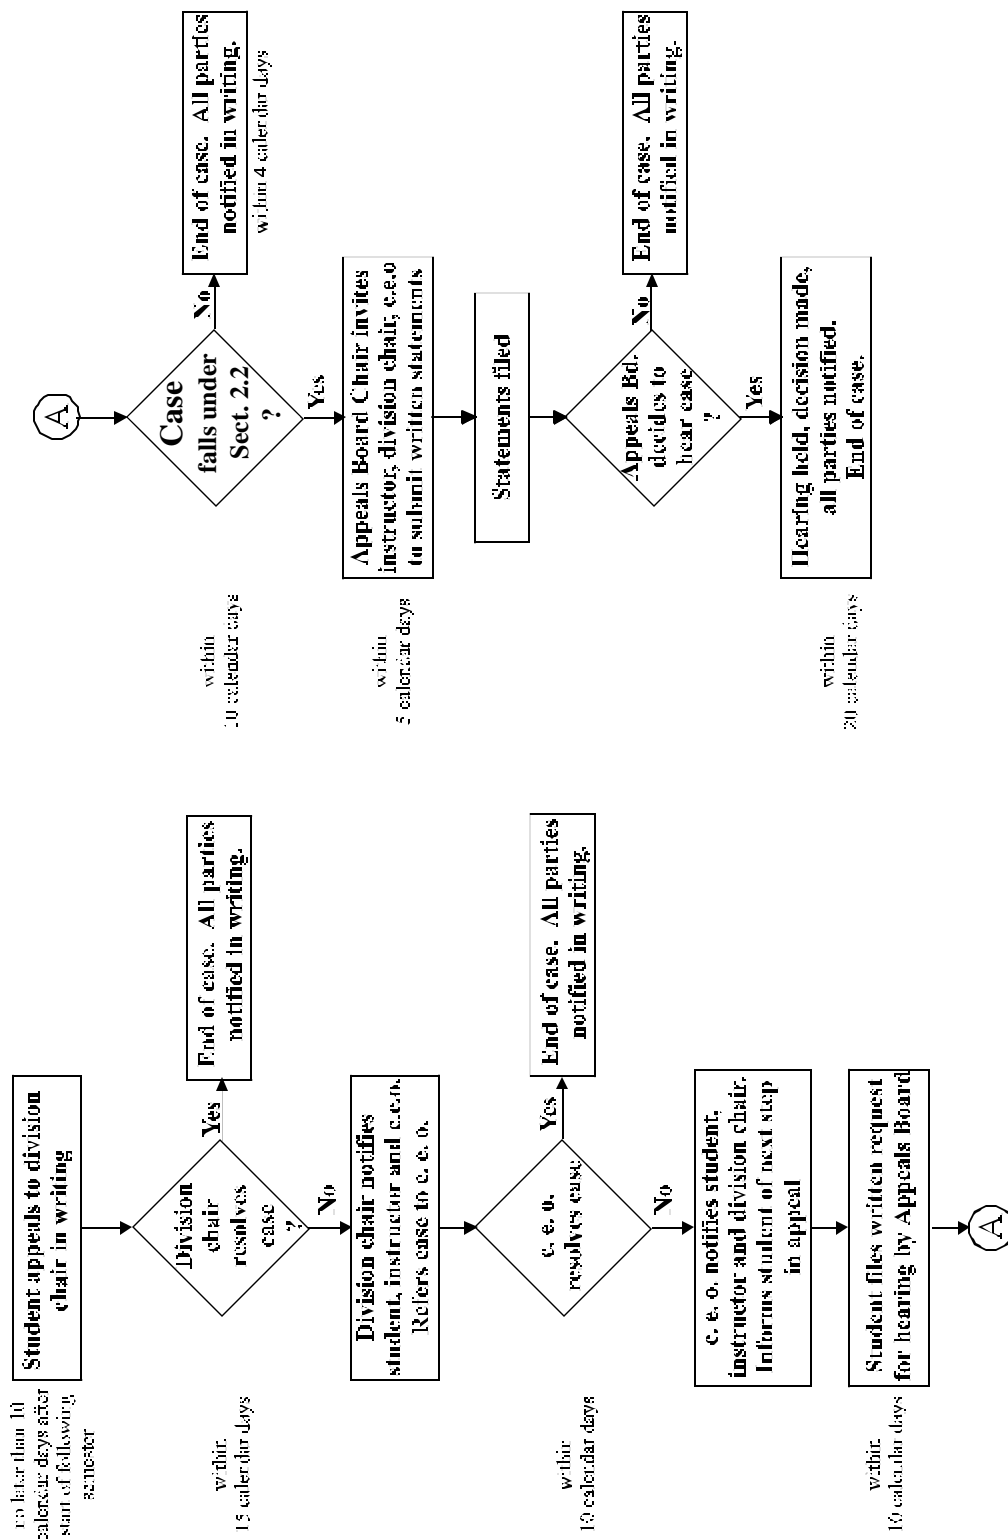 no later than 10
calendar days after
start of following
semester
Student appeals to division
chair in writing
within
15 calendar days
Division
chair
resolves
case
?
Yes
End of case. All parties
notified in writing.
No
Division chair notifies
student, instructor and c.e.o.
Refers case to c. e. o.
within
10 calendar days
c. e. o.
resolves case
Yes
End of case. All parties
notified in writing.
No
c. e. o. notifies student,
instructor and division chair.
Informs student of next step
in appeal
within
10 calendar days
Student files written request
for hearing by Appeals Board
A
A
within
10 calendar days
Case
falls under
Sect. 2.2
?
No
End of case. All parties
notified in writing.
within 4 calendar days
Yes
within
5 calendar days
Appeals Board Chair invites
instructor, division chair, c.e.o
to submit written statements
Statements filed
Appeals Bd.
decides to
hear case
?
No
End of case. All parties
notified in writing.
Yes
within
calendar days
Hearing held, decision made,
all parties notified.
End of case.